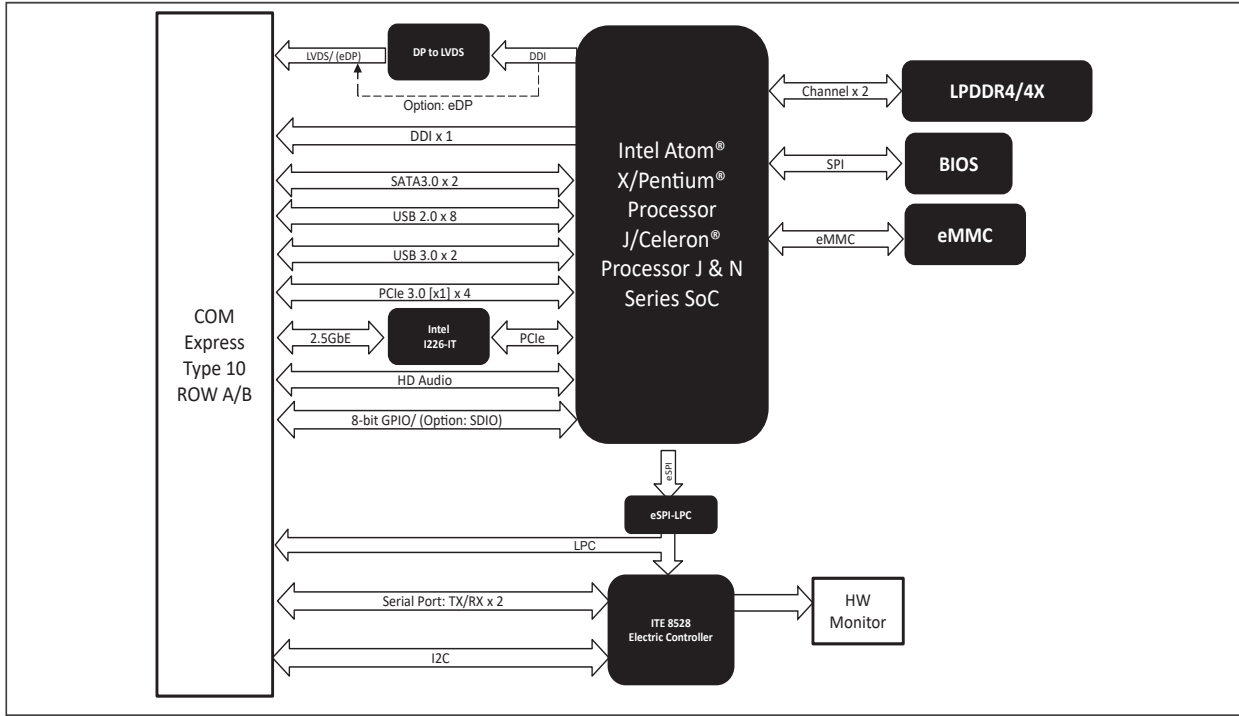 LVDS/ (eDP)
DP to LVDS
DDI
Option: eDP
DDI x 1
SATA3.0 x 2
USB 2.0 x 8
USB 3.0 x 2
PCIe 3.0 [x1] x 4
2.5GbE
Intel
I226-IT
PCIe
HD Audio
8-bit GPIO/ (Option: SDIO)
COM
Express
Type 10
ROW A/B
Intel Atom®
X/Pentium®
Processor
J/Celeron®
Processor J & N
Series SoC
Channel x 2
LPDDR4/4X
SPI
BIOS
eMMC
eMMC
eSPI
eSPI-LPC
LPC
Serial Port: TX/RX x 2
I2C
ITE 8528
Electric Controller
HW
Monitor